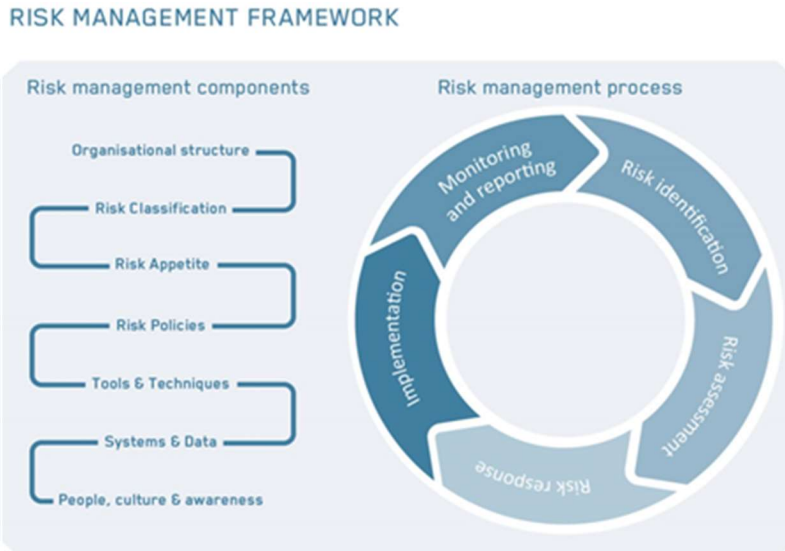 RISK MANAGEMENT FRAMEWORK
Risk management components
Organisational structure
Risk Classification
Risk Appetite
Risk Policies
Tools & Techniques
Systems & Data
People, culture & awareness
Risk management process
Monitoring
and reporting
Risk identification
Risk assessment
Risk response
Implementation